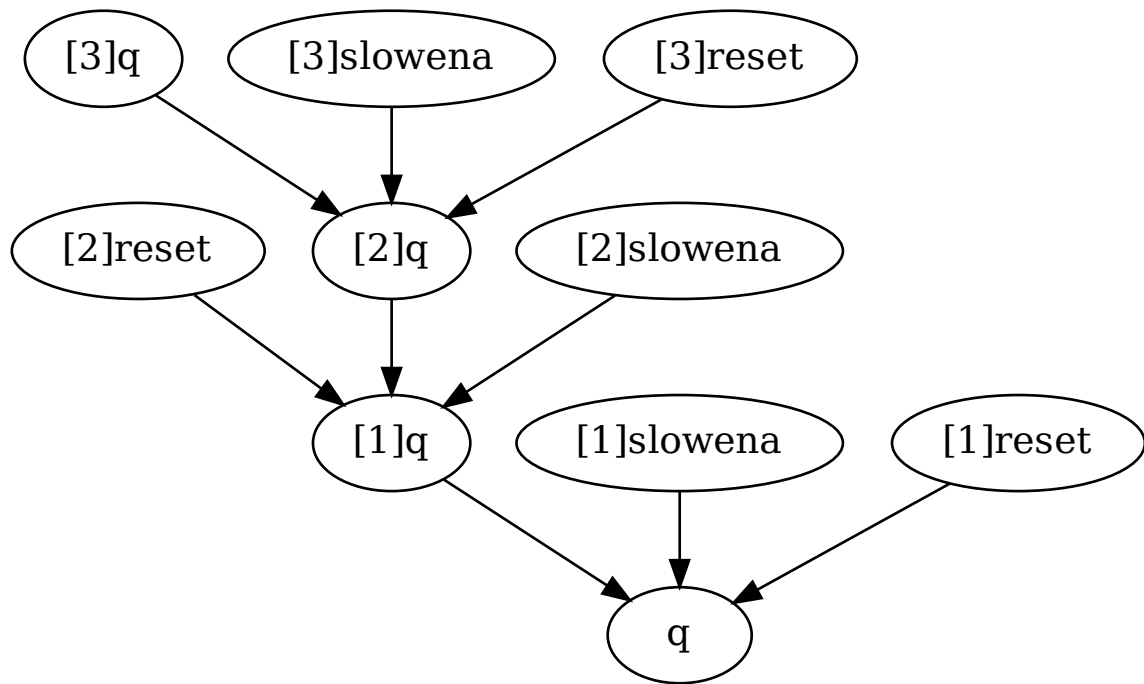 [3]q
[3]slowena
[3]reset
[2]reset
[2]q
[2]slowena
[1]q
[1]slowena
[1]reset
q